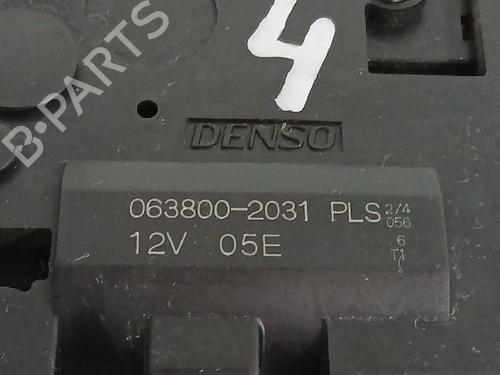 4
B-PARTS
DENSO
063800-2031 PLS 274
056
12V 05E 6
T1